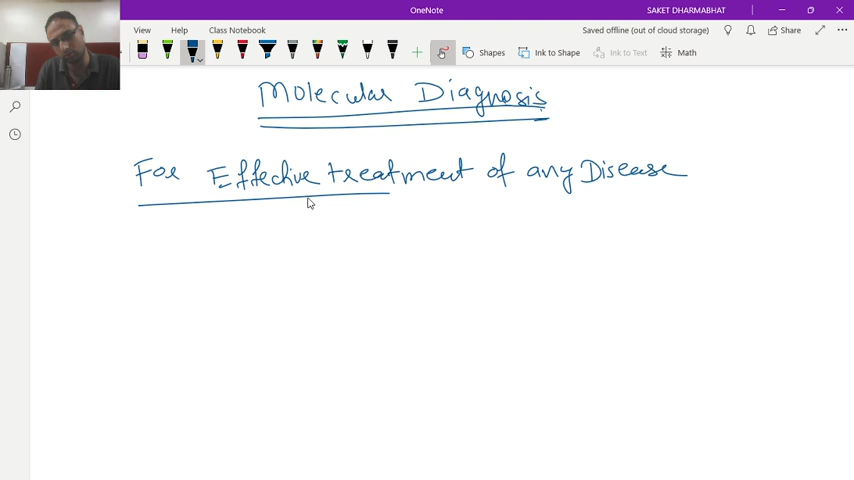 OneNote
SAKET DHARMABHAT
View Help Class Notebook
Saved offline (out of cloud storage) Share
Shapes Ink to Shape Ink to Text Math
Molecular Diagnosis
For Effective treatment of any Disease